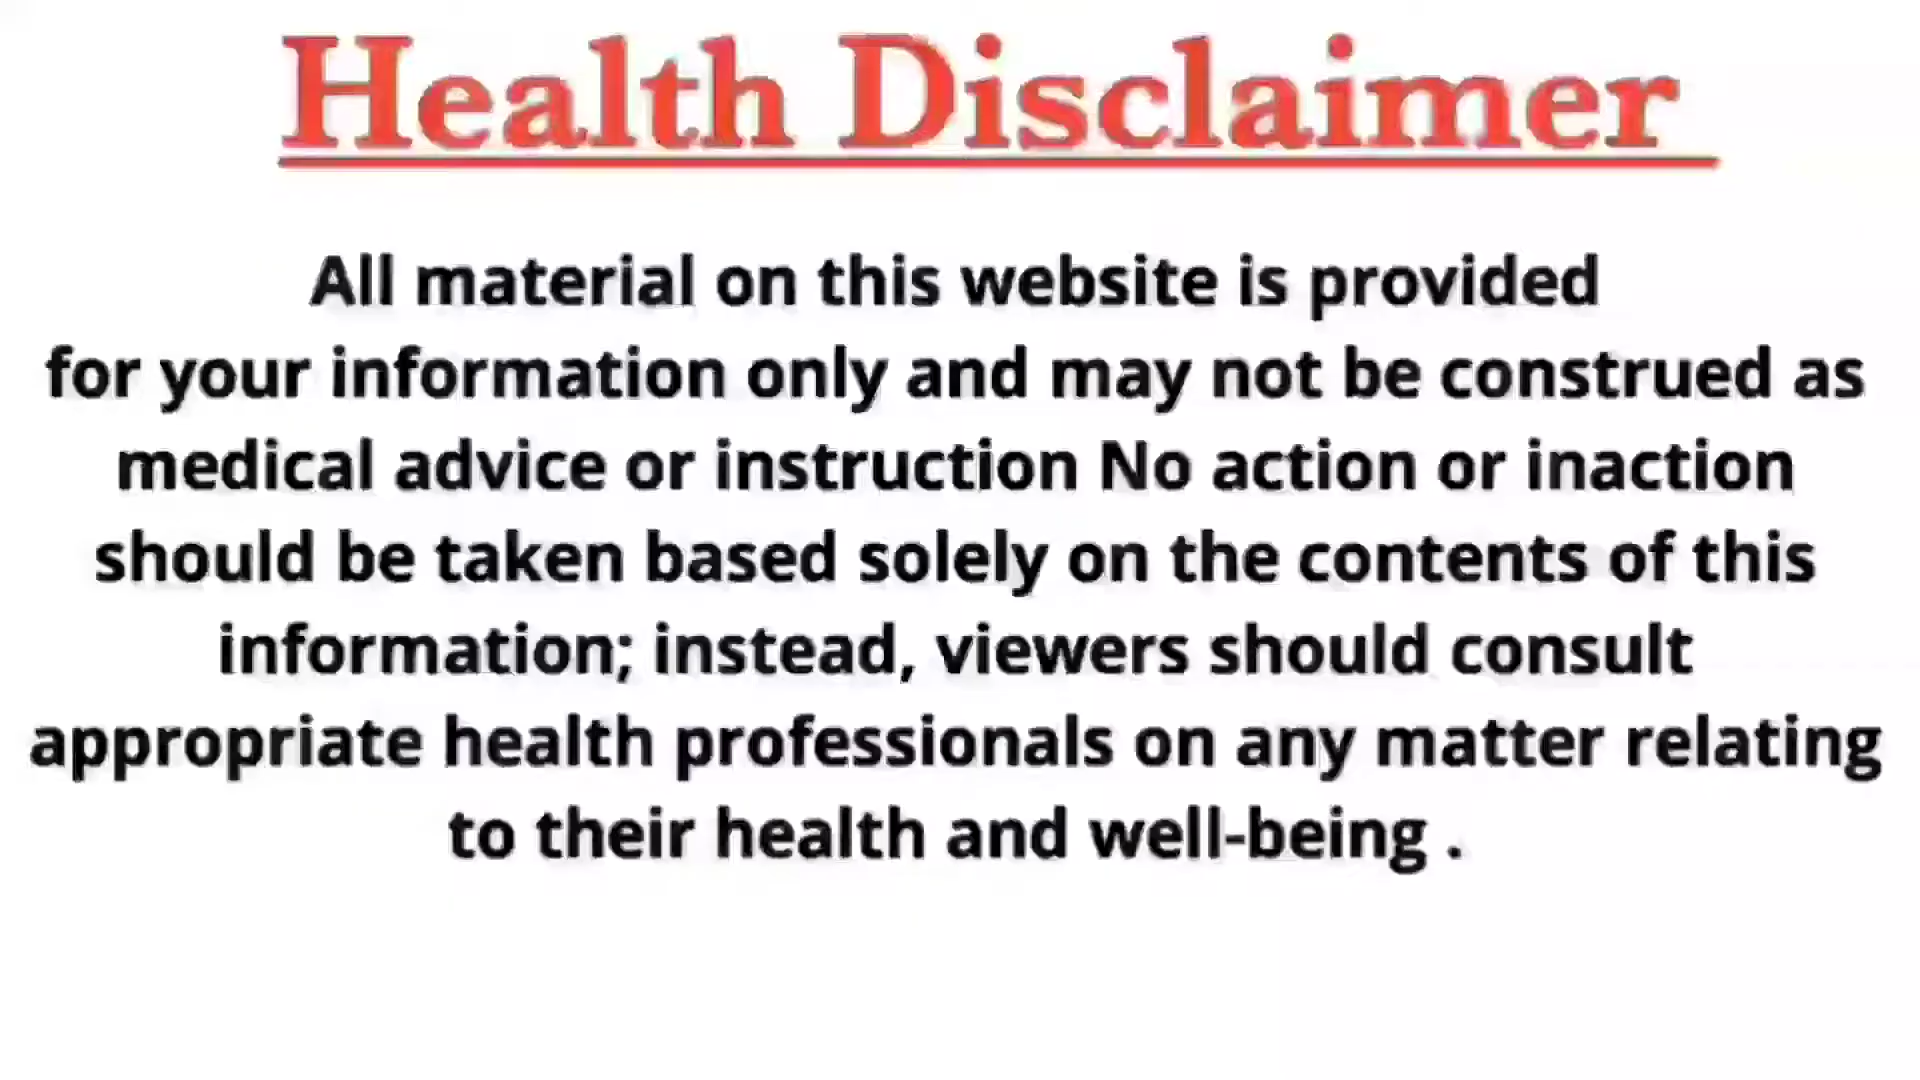 Health Disclaimer
All material on this website is provided
for your information only and may not be construed as
medical advice or instruction No action or inaction
should be taken based solely on the contents of this
information; instead, viewers should consult
appropriate health professionals on any matter relating
to their health and well-being .